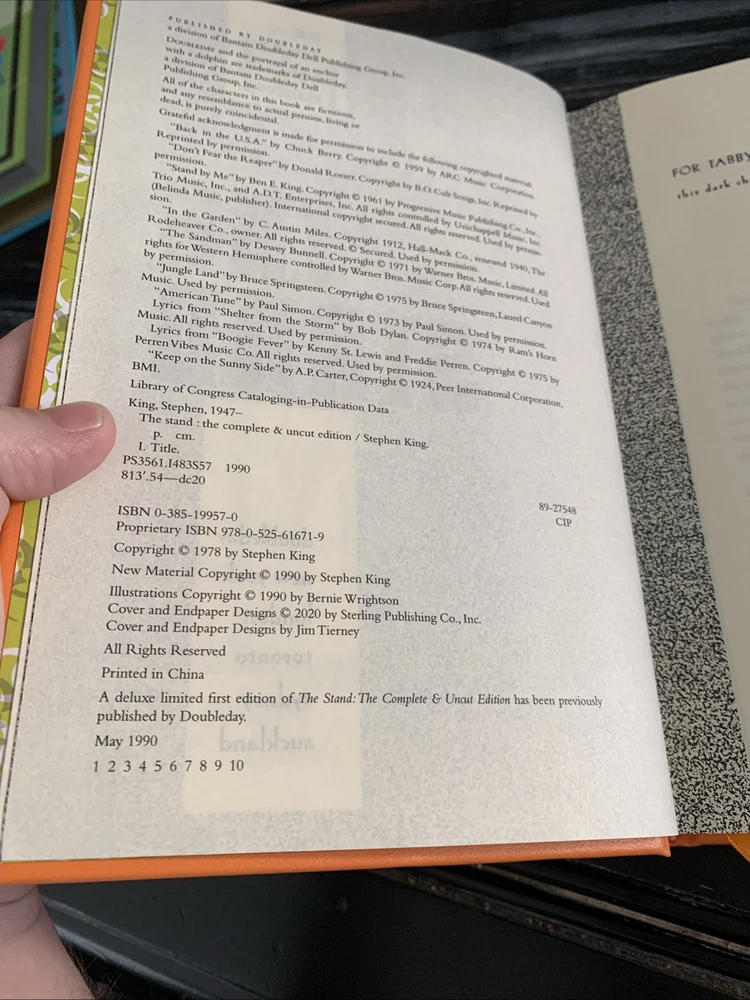 PUBLISHED BY DOUBLEDAY
a division of Bantam Doubleday Dell Publishing Group, Inc.
DOUBLEDAY and the portrayal of an anchor
with a dolphin are trademarks of Doubleday,
a division of Bantam Doubleday Dell
Publishing Group, Inc.
All of the characters in this book are fictitious,
and any resemblance to actual persons, living or
dead, is purely coincidental.
Grateful acknowledgment is made for permission to include the following copyrighted material:
"Back in the U.S.A." by Chuck Berry. Copyright © 1959 by ARC Music Corporation.
Reprinted by permission.
"Don't Fear the Reaper" by Donald Roeser. Copyright by B.O. Cult Songs, Inc. Reprinted by
permission.
"Stand by Me" by Ben E. King. Copyright © 1961 by Progressive Music Publishing Co., Inc.,
Trio Music, Inc., and A.D.T. Enterprises, Inc. All rights controlled by Unichappell Music, Inc.
(Belinda Music, publisher). International copyright secured. All rights reserved. Used by permis-
sion.
"In the Garden" by C. Austin Miles. Copyright 1912, Hall-Mack Co., renewed 1940, The
Rodeheaver Co., owner. All rights reserved. © Secured. Used by permission.
"The Sandman" by Dewey Bunnell. Copyright © 1971 by Warner Bros. Music, Limited. All
rights for Western Hemisphere controlled by Warner Bros. Music Corp. All rights reserved. Used
by permission.
"Jungle Land" by Bruce Springsteen. Copyright © 1975 by Bruce Springsteen, Laurel Canyon
Music. Used by permission.
"American Tune" by Paul Simon. Copyright © 1973 by Paul Simon. Used by permission.
Lyrics from "Shelter from the Storm" by Bob Dylan. Copyright © 1974 by Ram's Horn
Music. All rights reserved. Used by permission.
Lyrics from "Boogie Fever" by Kenny St. Lewis and Freddie Perren. Copyright © 1975 by
Perren Vibes Music Co. All rights reserved. Used by permission.
"Keep on the Sunny Side" by A.P. Carter, Copyright © 1924, Peer International Corporation,
BMI.
Library of Congress Cataloging-in-Publication Data
King, Stephen, 1947–
The stand : the complete & uncut edition / Stephen King.
p. cm.
I. Title.
PS3561.I483S57 1990
813'.54—dc20
89-27548
CIP
ISBN 0-385-19957-0
Proprietary ISBN 978-0-525-61671-9
Copyright © 1978 by Stephen King
New Material Copyright © 1990 by Stephen King
Illustrations Copyright © 1990 by Bernie Wrightson
Cover and Endpaper Designs © 2020 by Sterling Publishing Co., Inc.
Cover and Endpaper Designs by Jim Tierney
All Rights Reserved
Printed in China
A deluxe limited first edition of The Stand: The Complete & Uncut Edition has been previously
published by Doubleday.
May 1990
1 2 3 4 5 6 7 8 9 10
FOR TABBY
this dark